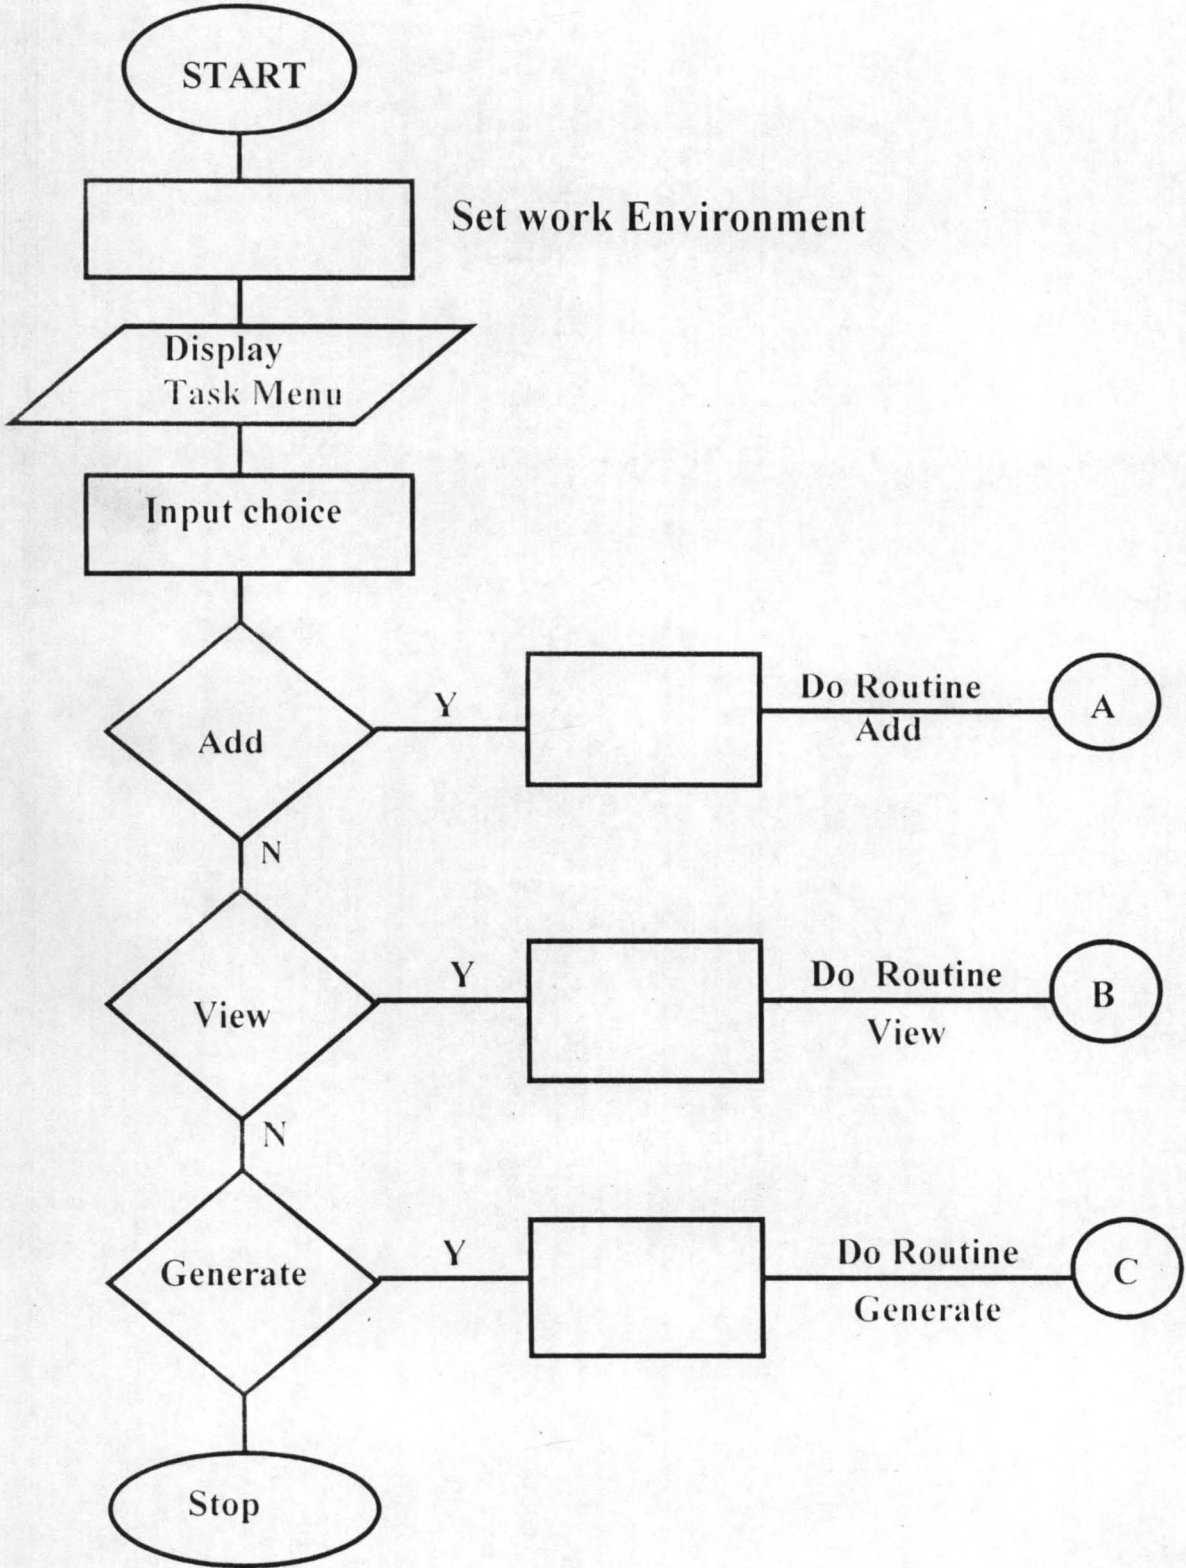 START
Set work Environment
Display
Task Menu
Input choice
Add
Y
Do Routine
Add
A
N
View
Y
Do Routine
View
B
N
Generate
Y
Do Routine
Generate
C
Stop